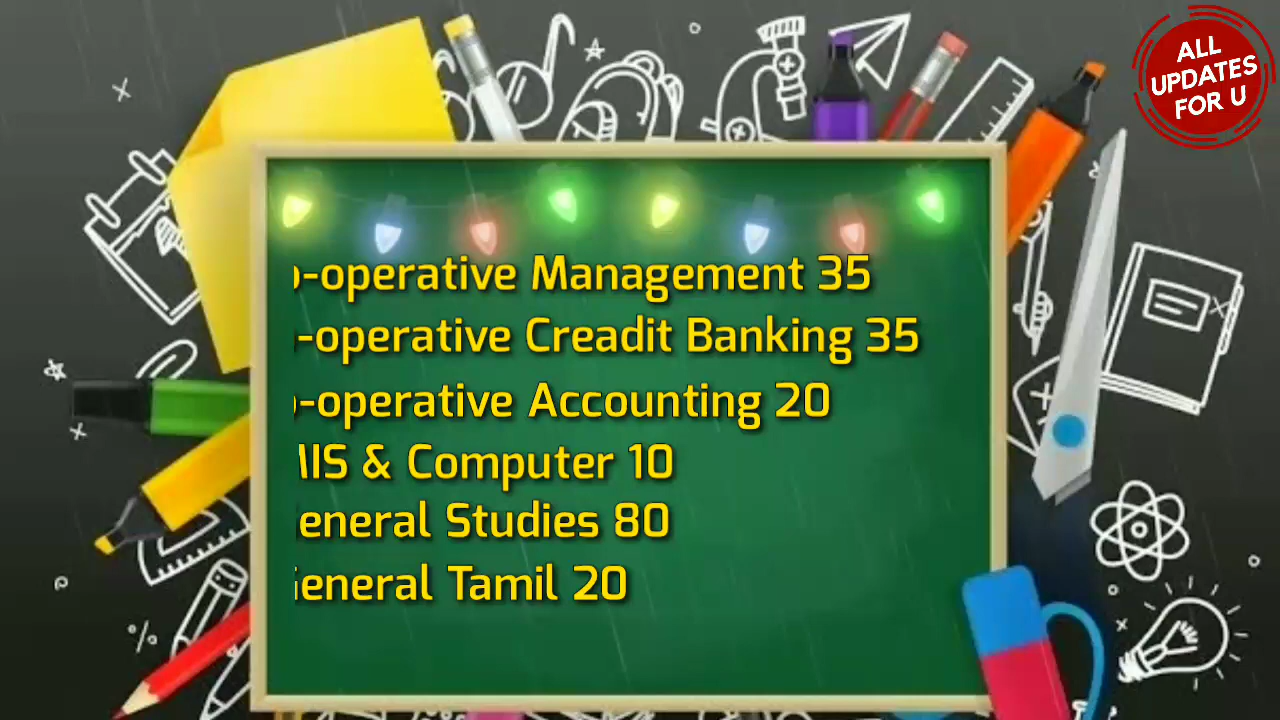 ALL
UPDATES
FOR U
o-operative Management 35
-operative Creadit Banking 35
o-operative Accounting 20
IIS & Computer 10
eneral Studies 80
eneral Tamil 20